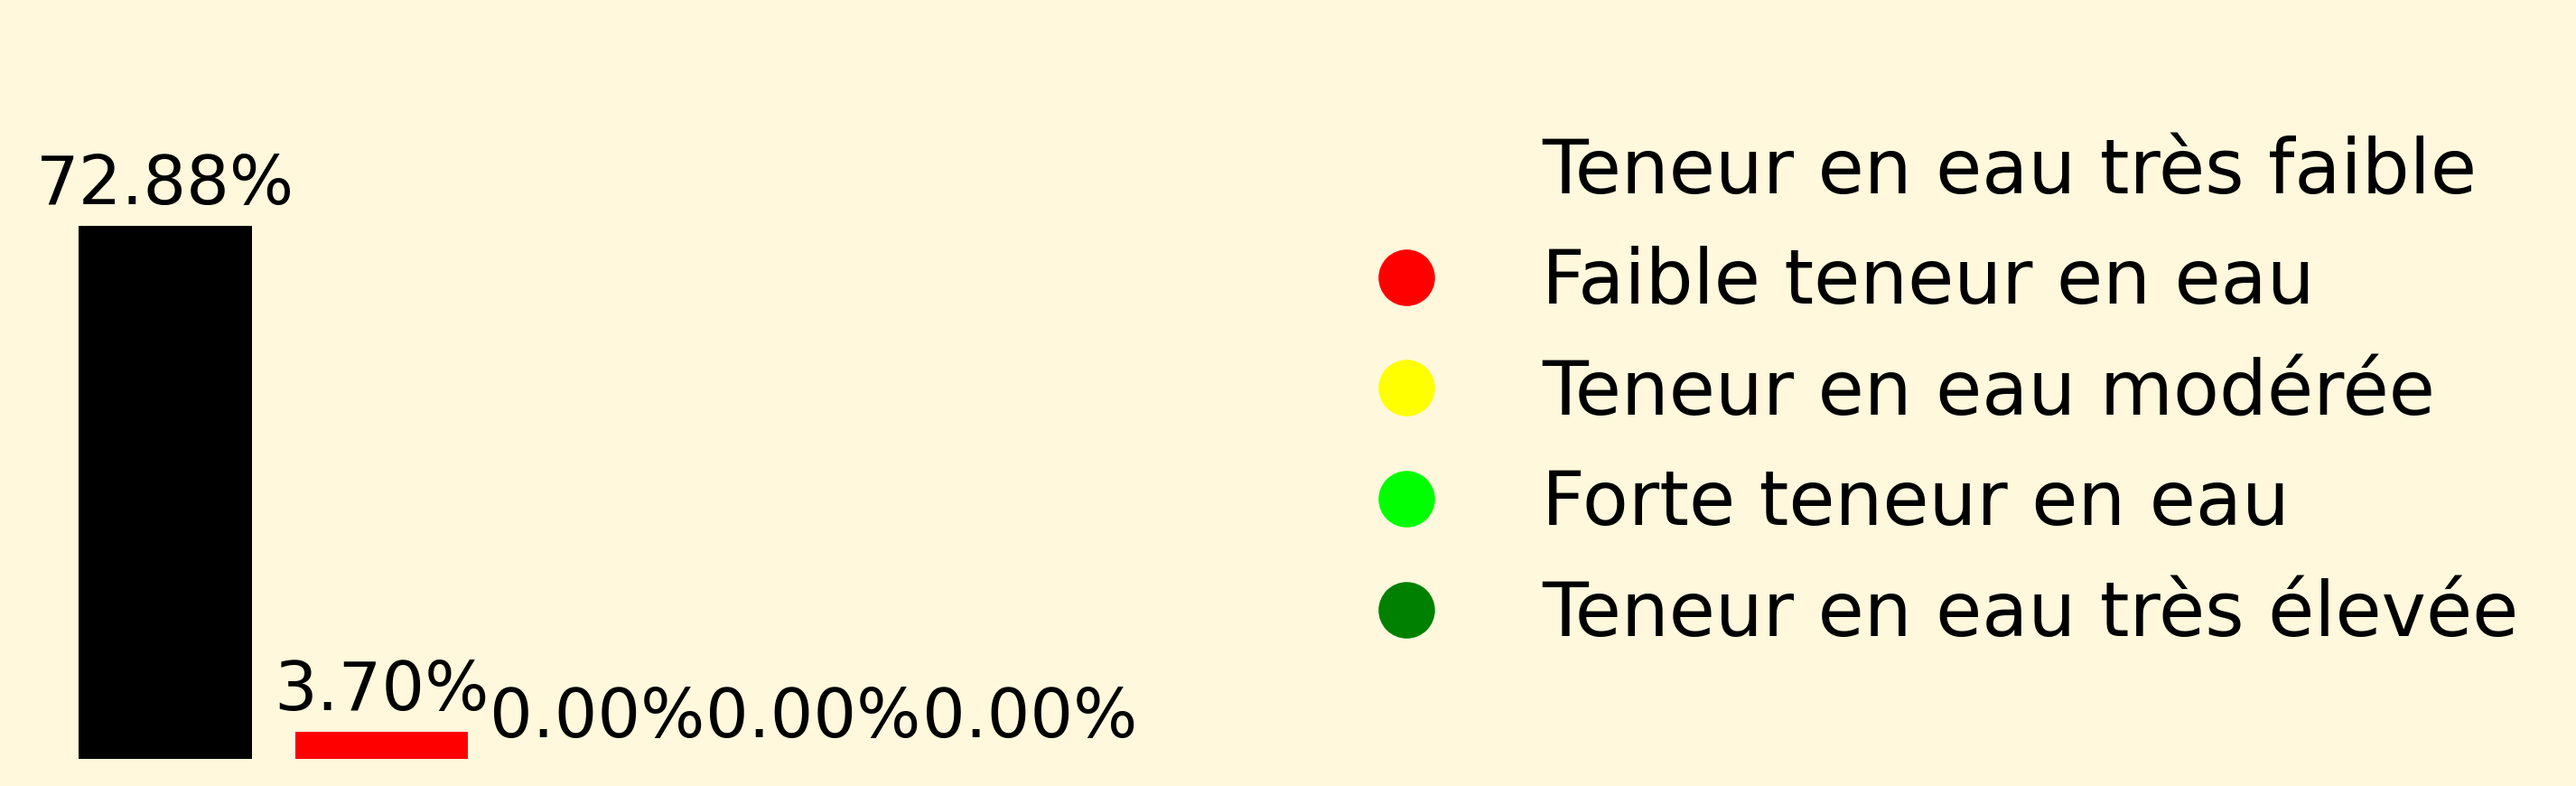 72.88%
3.70%
0.00%
0.00%
0.00%
Teneur en eau très faible
Faible teneur en eau
Teneur en eau modérée
Forte teneur en eau
Teneur en eau très élevée